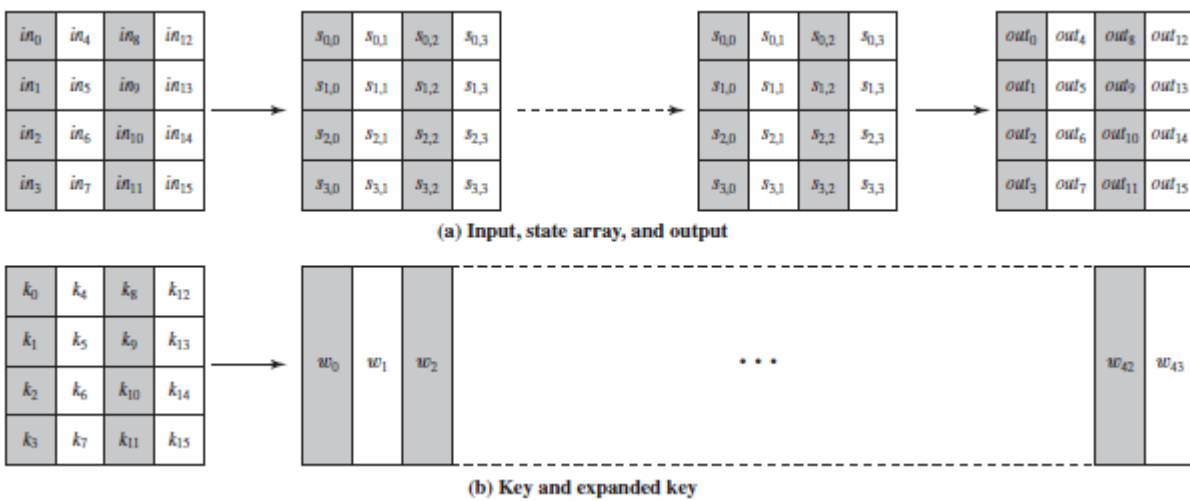 in0 in4 in8 in12 s0,0 s0,1 s0,2 s0,3 s0,0 s0,1 s0,2 s0,3 out0 out4 out8 out12
in1 in5 in9 in13 s1,0 s1,1 s1,2 s1,3 s1,0 s1,1 s1,2 s1,3 out1 out5 out9 out13
in2 in6 in10 in14 s2,0 s2,1 s2,2 s2,3 s2,0 s2,1 s2,2 s2,3 out2 out6 out10 out14
in3 in7 in11 in15 s3,0 s3,1 s3,2 s3,3 s3,0 s3,1 s3,2 s3,3 out3 out7 out11 out15
(a) Input, state array, and output
k0 k4 k8 k12
k1 k5 k9 k13
w0 w1 w2 • • • w42 w43
k2 k6 k10 k14
k3 k7 k11 k15
(b) Key and expanded key